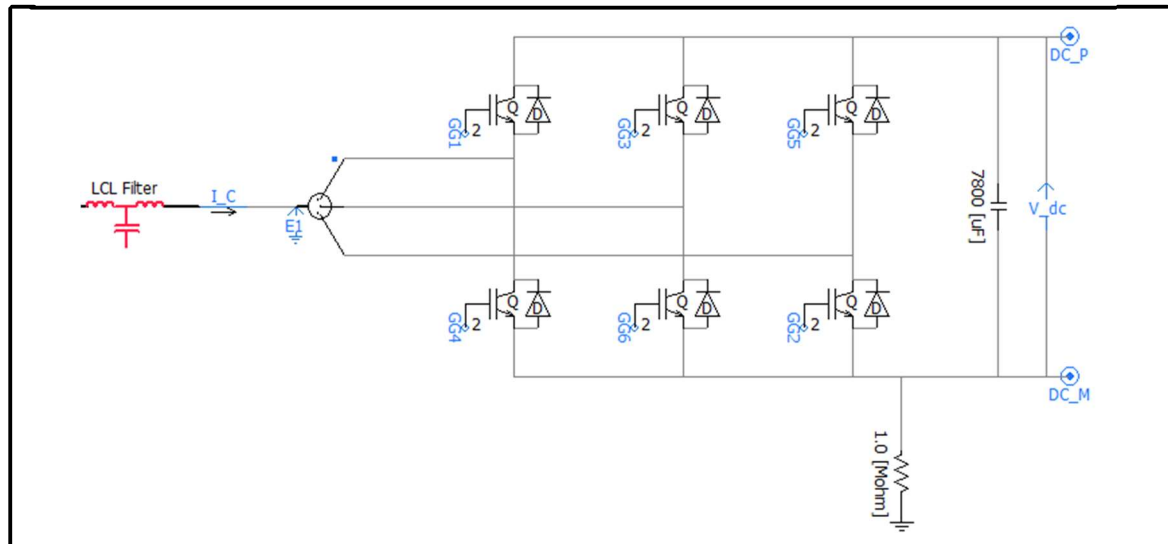 DC_P
Q
D
GG1
2
Q
D
GG3
2
Q
D
GG5
2
LCL Filter
I_C
E1
7800 [uF]
V_dc
Q
D
GG4
2
Q
D
GG6
2
Q
D
GG2
2
DC_M
1.0 [Mohm]